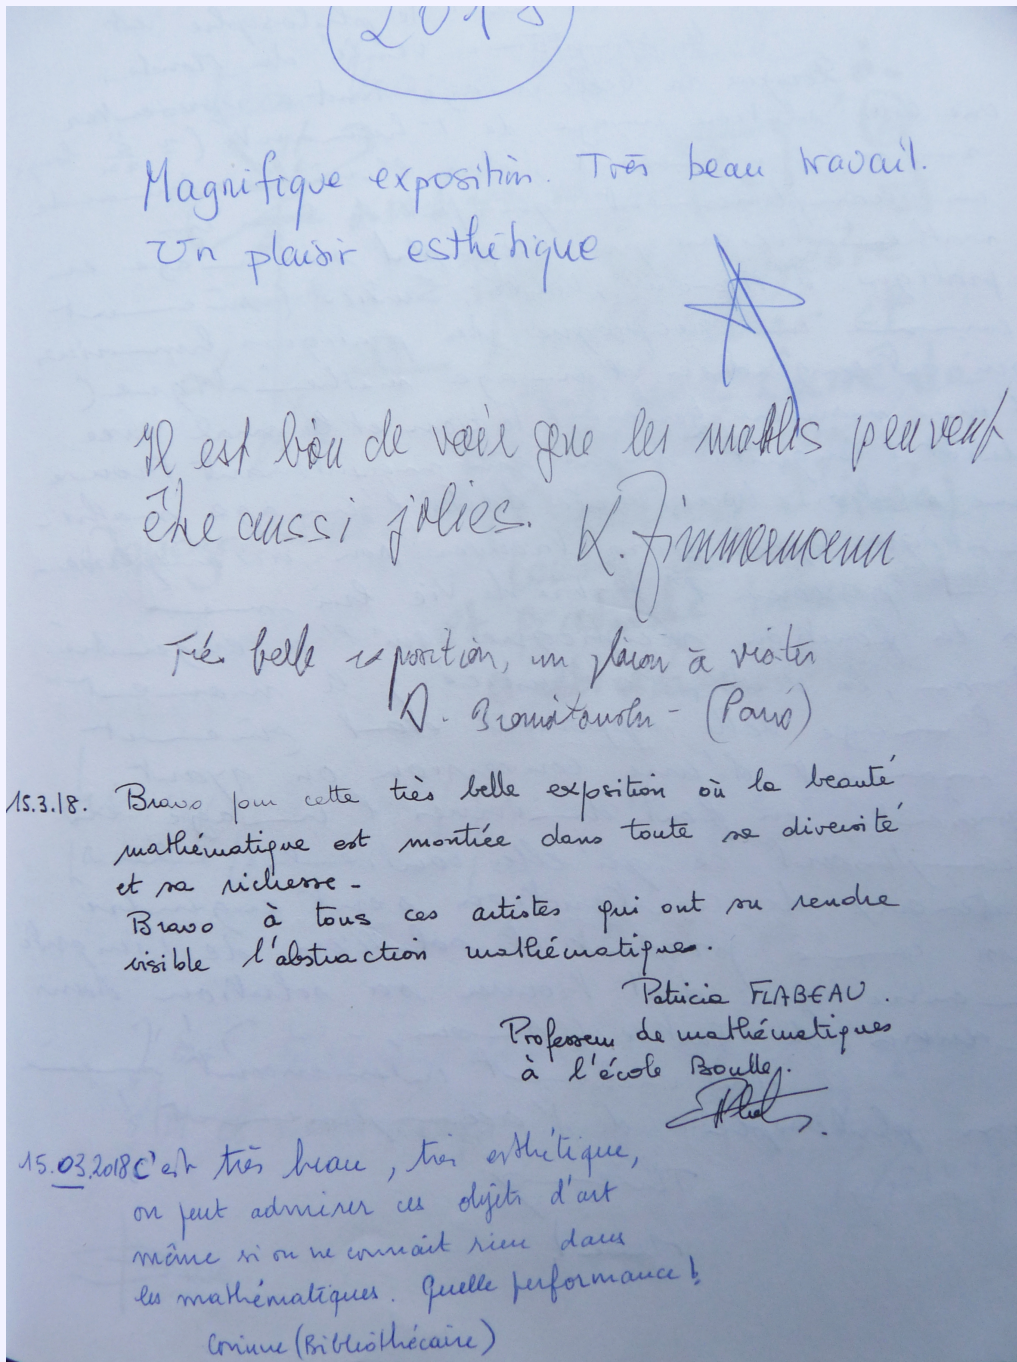 2018
Magnifique exposition. Très beau travail.
Un plaisir esthétique
Il est bon de voir que les maths peuvent
être aussi jolies. K. Zimmermann
Très belle exposition, un plaisir à visiter
D. (Paris)
15.3.18. Bravo pour cette très belle exposition où la beauté
mathématique est montrée dans toute sa diversité
et sa richesse -
Bravo à tous ces artistes qui ont su rendre
visible l'abstraction mathématique.
Patricia FLABEAU.
Professeur de mathématiques
à l'école Boulle.
15.03.2018 C'est très beau, très esthétique,
on peut admirer ces objets d'art
même si on ne connait rien dans
les mathématiques. Quelle performance!
Corinne (Bibliothécaire)